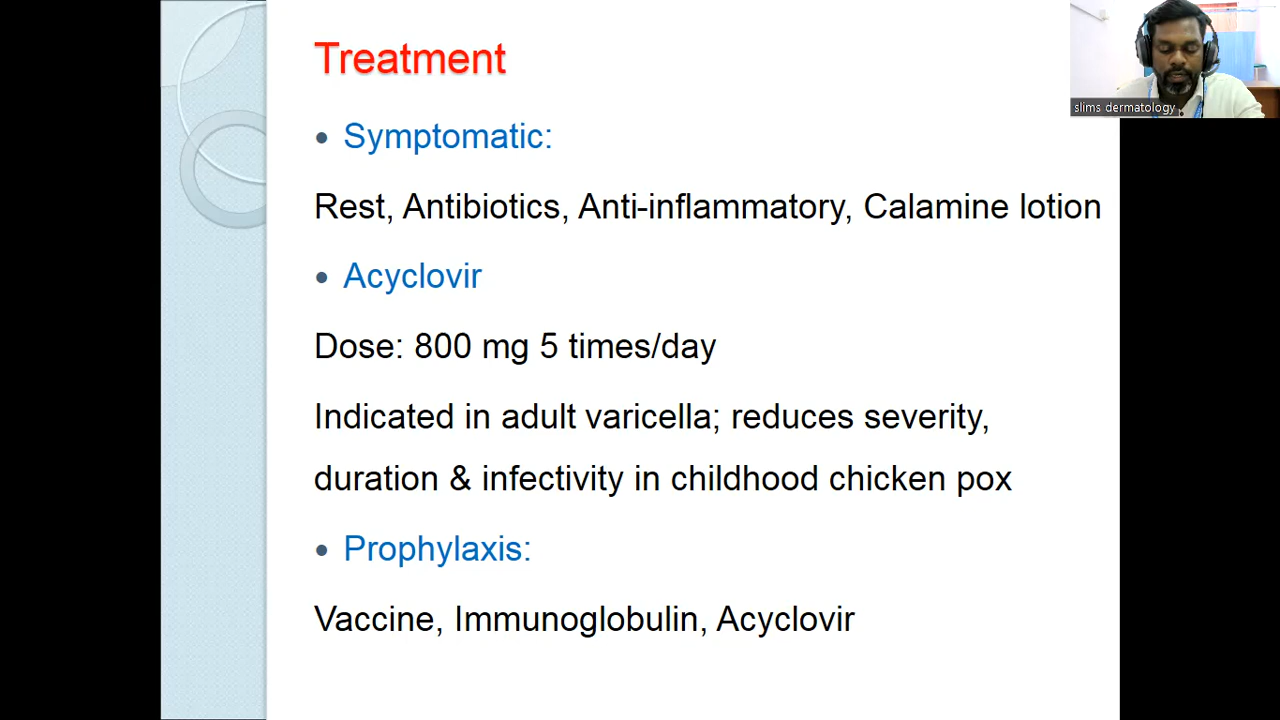 Treatment
slims dermatology
• Symptomatic:
Rest, Antibiotics, Anti-inflammatory, Calamine lotion
• Acyclovir
Dose: 800 mg 5 times/day
Indicated in adult varicella; reduces severity,
duration & infectivity in childhood chicken pox
• Prophylaxis:
Vaccine, Immunoglobulin, Acyclovir